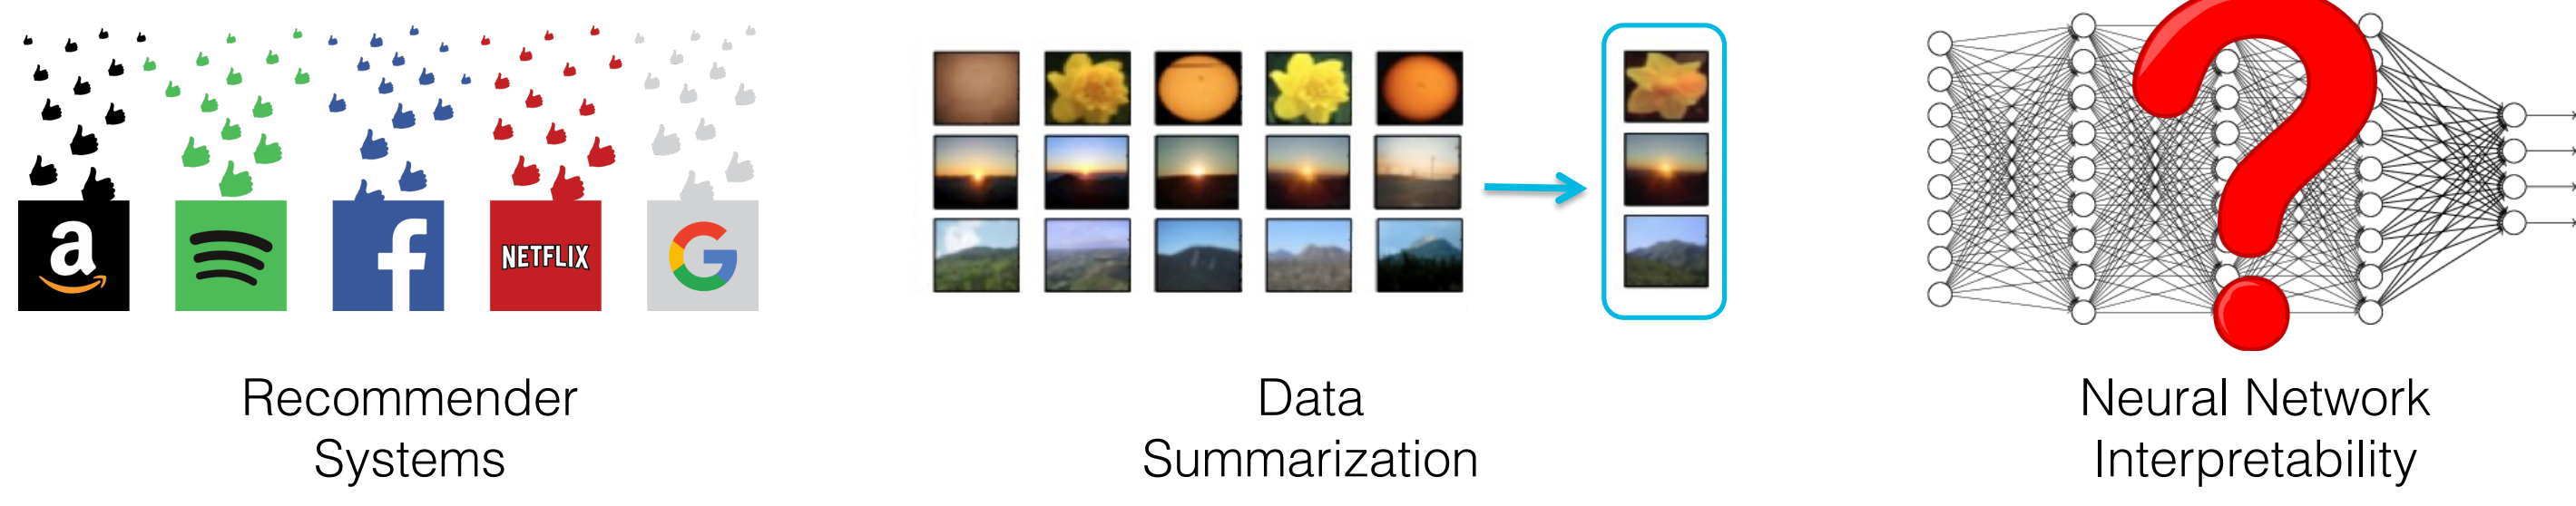 a
f
NETFLIX
G
?
Recommender
Systems
Data
Summarization
Neural Network
Interpretability